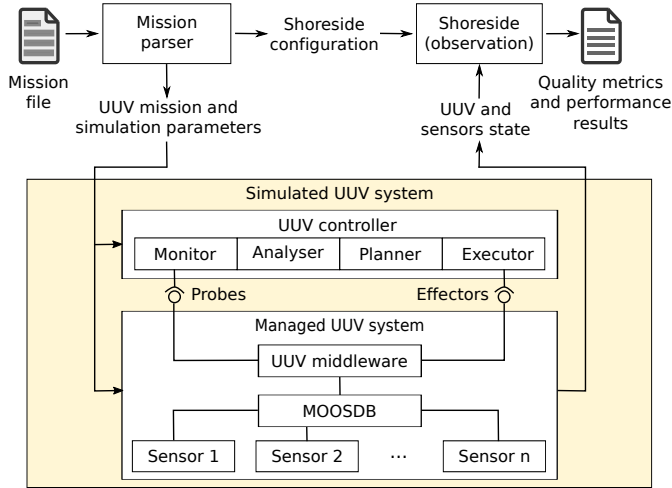 Mission
parser
Shoreside
configuration
Shoreside
(observation)
Mission
file
Quality metrics
and performance
results
UUV mission and
simulation parameters
UUV and
sensors state
Simulated UUV system
UUV controller
Monitor
Analyser
Planner
Executor
Probes
Effectors
Managed UUV system
UUV middleware
MOOSDB
Sensor 1
Sensor 2
...
Sensor n